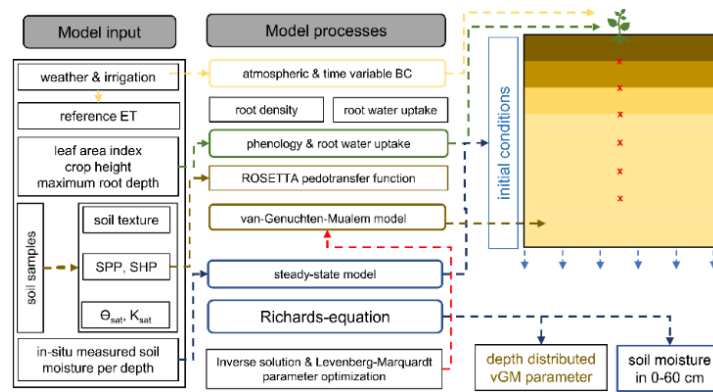 Model input
Model processes
weather & irrigation
atmospheric & time variable BC
reference ET
root density
root water uptake
leaf area index
crop height
maximum root depth
phenology & root water uptake
ROSETTA pedotransfer function
soil samples
soil texture
SPP, SHP
Θsat, Ksat
van-Genuchten-Mualem model
steady-state model
Richards-equation
in-situ measured soil
moisture per depth
Inverse solution & Levenberg-Marquardt
parameter optimization
initial conditions
x
x
x
x
x
x
depth distributed
vGM parameter
soil moisture
in 0-60 cm